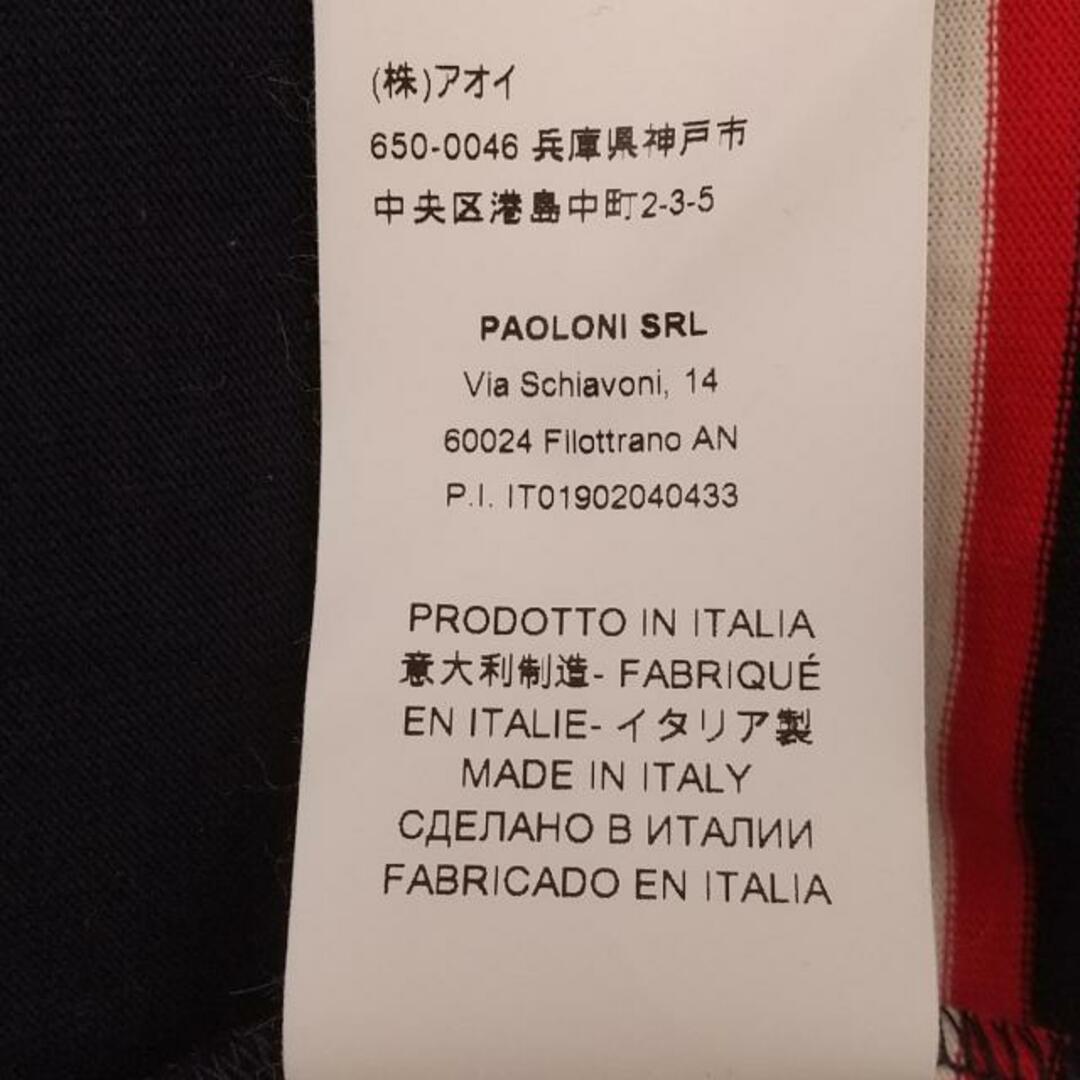 (株)アオイ
650-0046 兵庫県神戸市
中央区港島中町2-3-5
PAOLONI SRL
Via Schiavoni, 14
60024 Filottrano AN
P.I. IT01902040433
PRODOTTO IN ITALIA
意大利制造- FABRIQUÉ
EN ITALIE- イタリア製
MADE IN ITALY
СДЕЛАНО В ИТАЛИИ
FABRICADO EN ITALIA